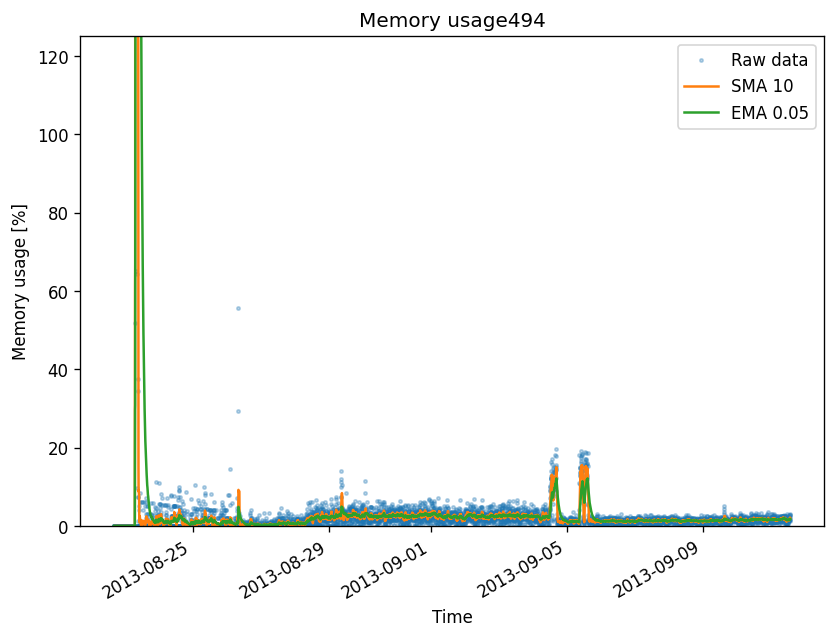 Memory usage494
120
100
80
60
40
20
0
Memory usage [%]
Raw data
SMA 10
EMA 0.05
2013-08-25
2013-08-29
2013-09-01
2013-09-05
2013-09-09
Time